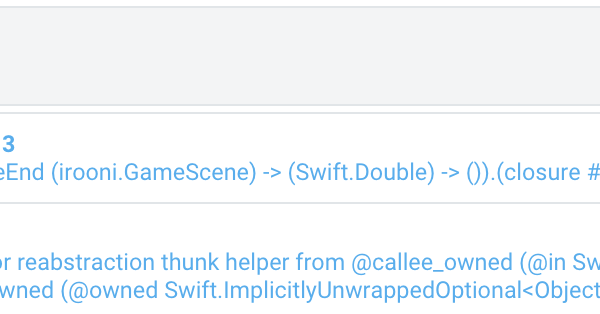 3
eEnd (irooni.GameScene) -> (Swift.Double) -> ()).(closure #
or reabstraction thunk helper from @callee_owned (@in Sw
wned (@owned Swift.ImplicitlyUnwrappedOptional<Object